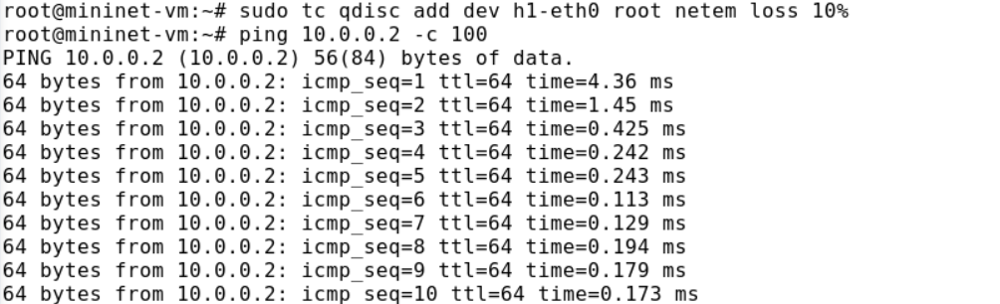 root@mininet-vm:~# sudo tc qdisc add dev h1-eth0 root netem loss 10%
root@mininet-vm:~# ping 10.0.0.2 -c 100
PING 10.0.0.2 (10.0.0.2) 56(84) bytes of data.
64 bytes from 10.0.0.2: icmp_seq=1 ttl=64 time=4.36 ms
64 bytes from 10.0.0.2: icmp_seq=2 ttl=64 time=1.45 ms
64 bytes from 10.0.0.2: icmp_seq=3 ttl=64 time=0.425 ms
64 bytes from 10.0.0.2: icmp_seq=4 ttl=64 time=0.242 ms
64 bytes from 10.0.0.2: icmp_seq=5 ttl=64 time=0.243 ms
64 bytes from 10.0.0.2: icmp_seq=6 ttl=64 time=0.113 ms
64 bytes from 10.0.0.2: icmp_seq=7 ttl=64 time=0.129 ms
64 bytes from 10.0.0.2: icmp_seq=8 ttl=64 time=0.194 ms
64 bytes from 10.0.0.2: icmp_seq=9 ttl=64 time=0.179 ms
64 bytes from 10.0.0.2: icmp_seq=10 ttl=64 time=0.173 ms